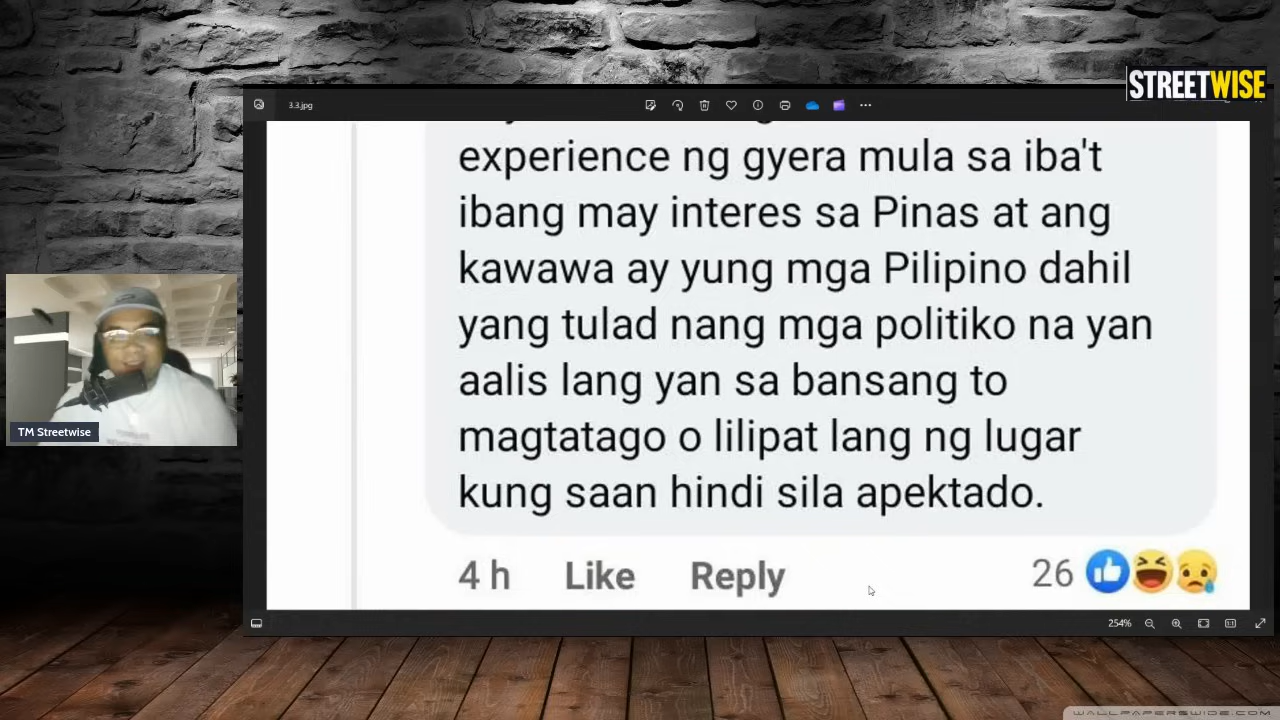 STREETWISE
3.3.jpg
experience ng gyera mula sa iba't
ibang may interes sa Pinas at ang
kawawa ay yung mga Pilipino dahil
yang tulad nang mga politiko na yan
aalis lang yan sa bansang to
magtatago o lilipat lang ng lugar
kung saan hindi sila apektado.
4 h Like Reply 26
TM Streetwise
254%
WALLPAPERSWIDE.COM